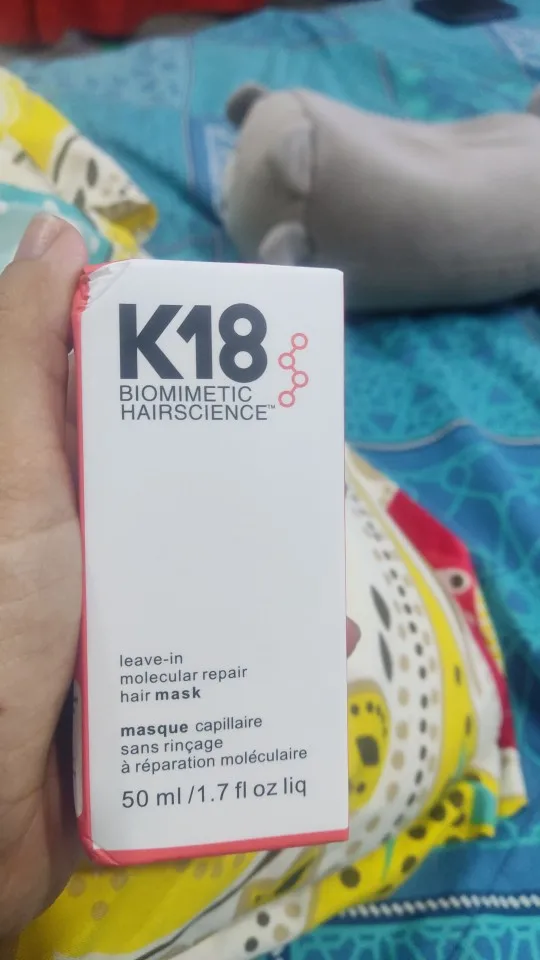 K18
BIOMIMETIC
HAIRSCIENCE™
leave-in
molecular repair
hair mask
masque capillaire
sans rinçage
à réparation moléculaire
50 ml /1.7 fl oz liq